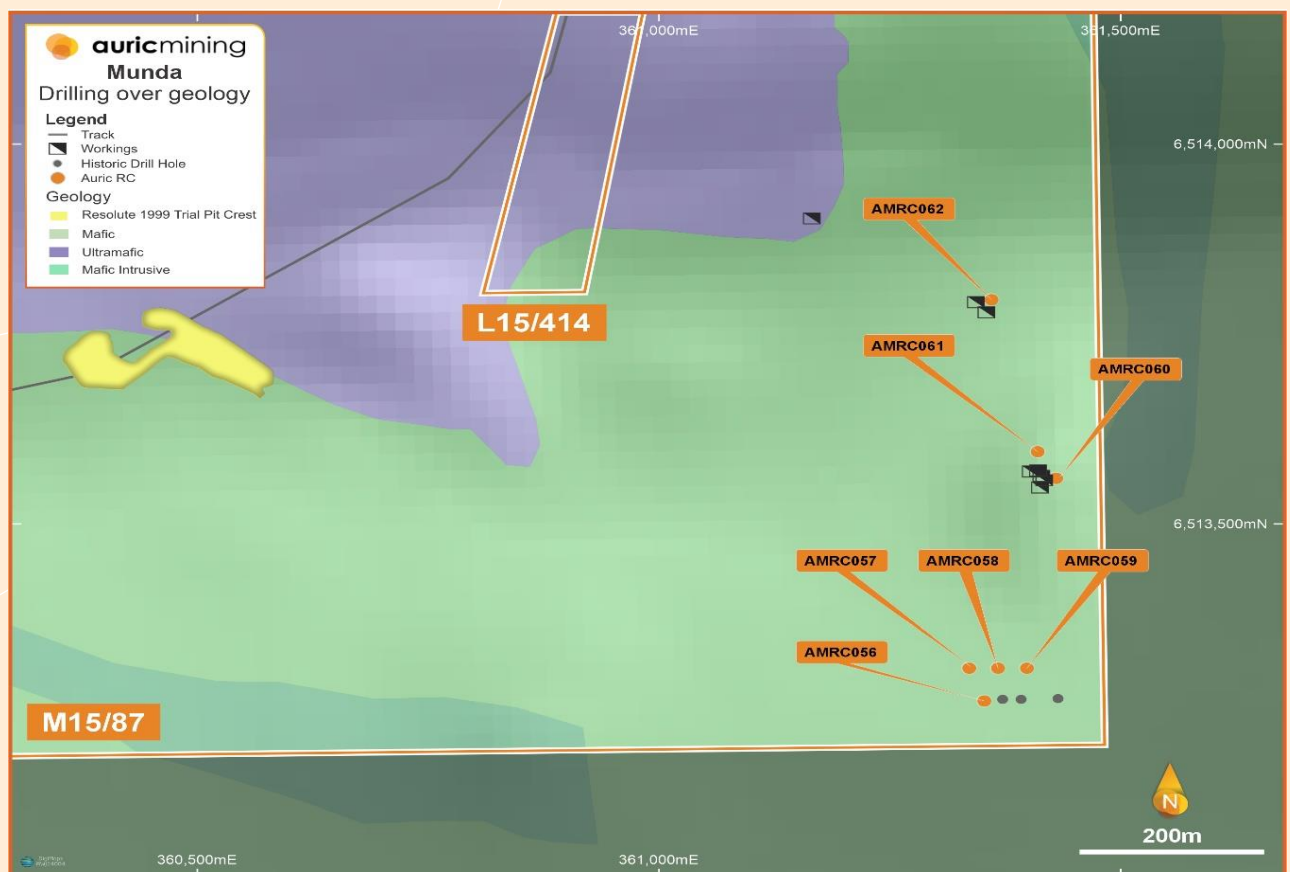 auricmining
Munda
Drilling over geology
Legend
Track
Workings
Historic Drill Hole
Auric RC
Geology
Resolute 1999 Trial Pit Crest
Mafic
Ultramafic
Mafic Intrusive
361,000mE
361,500mE
6,514,000mN
AMRC062
L15/414
AMRC061
AMRC060
6,513,500mN
AMRC057
AMRC058
AMRC059
AMRC056
M15/87
N
200m
360,500mE
361,000mE